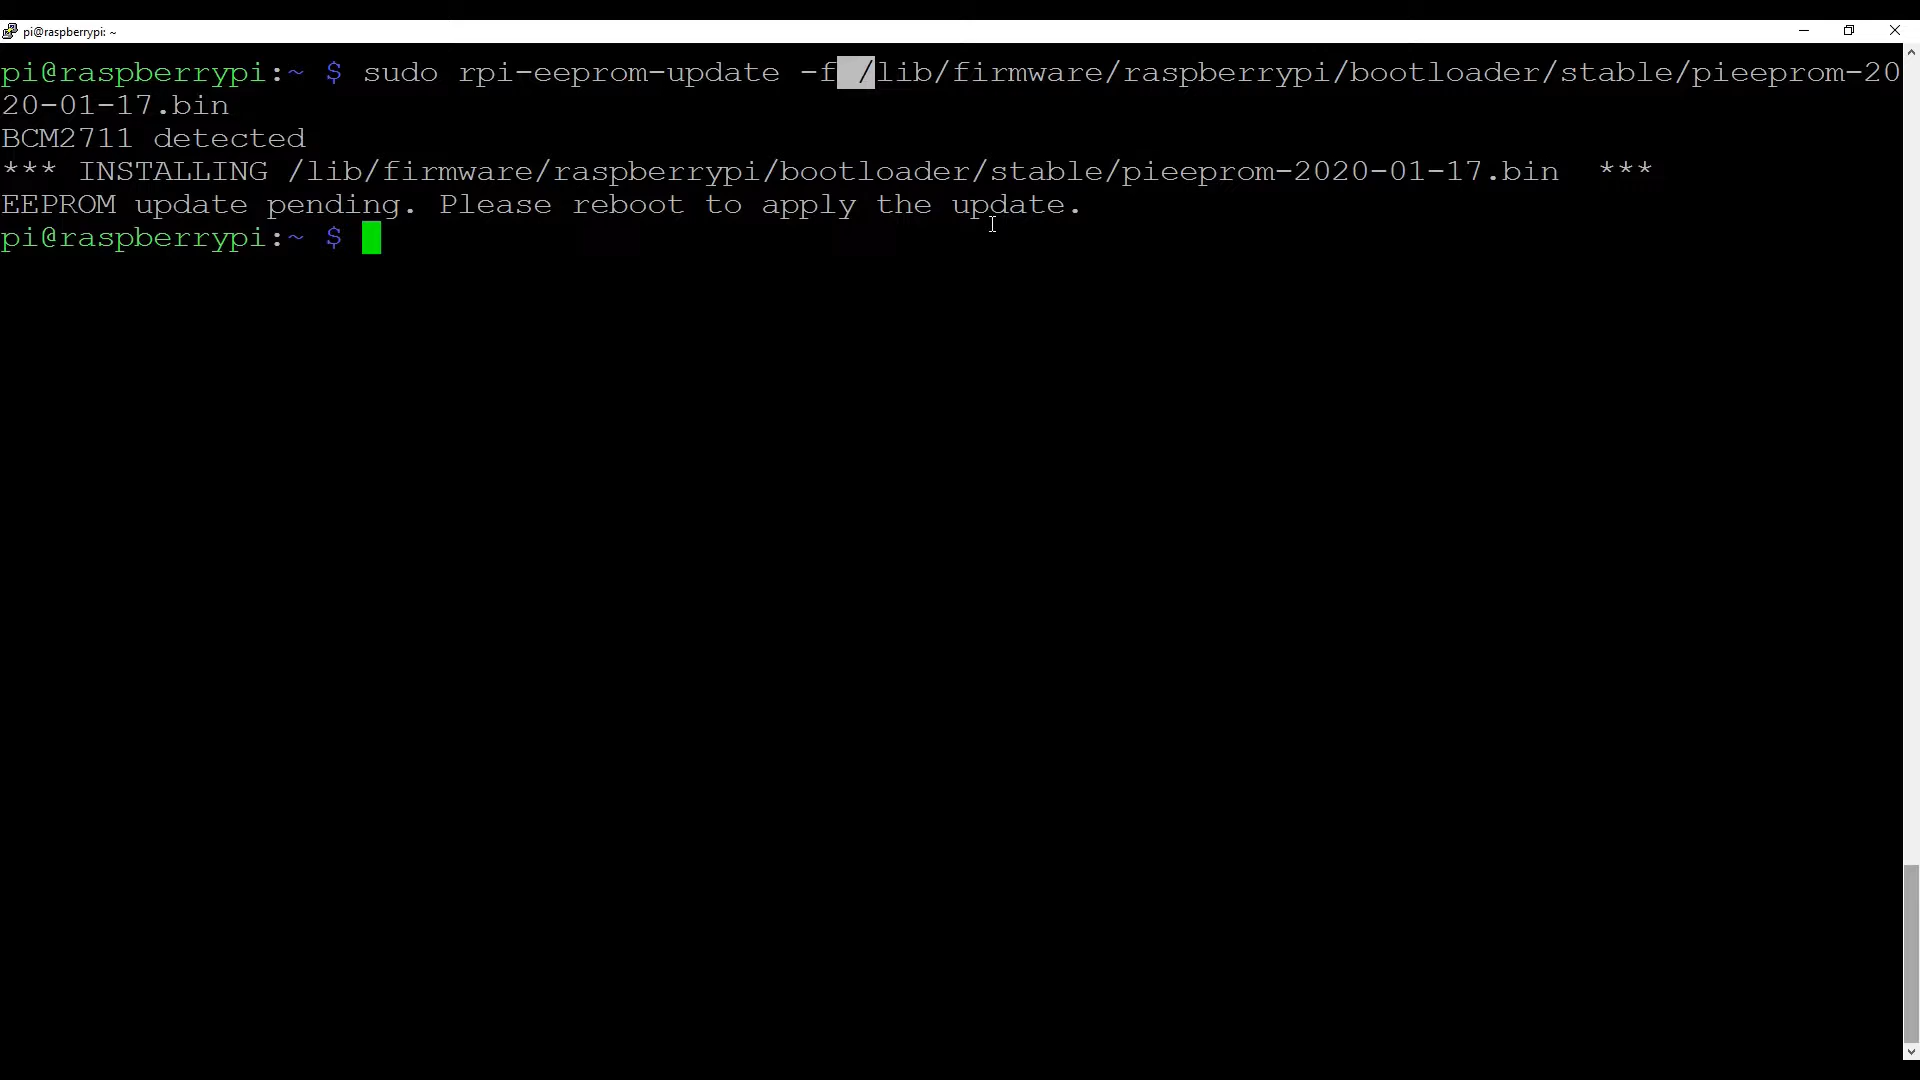 pi@raspberrypi: ~
pi@raspberrypi:~ $ sudo rpi-eeprom-update -f /lib/firmware/raspberrypi/bootloader/stable/pieeprom-20
20-01-17.bin
BCM2711 detected
*** INSTALLING /lib/firmware/raspberrypi/bootloader/stable/pieeprom-2020-01-17.bin  ***
EEPROM update pending. Please reboot to apply the update.
pi@raspberrypi:~ $